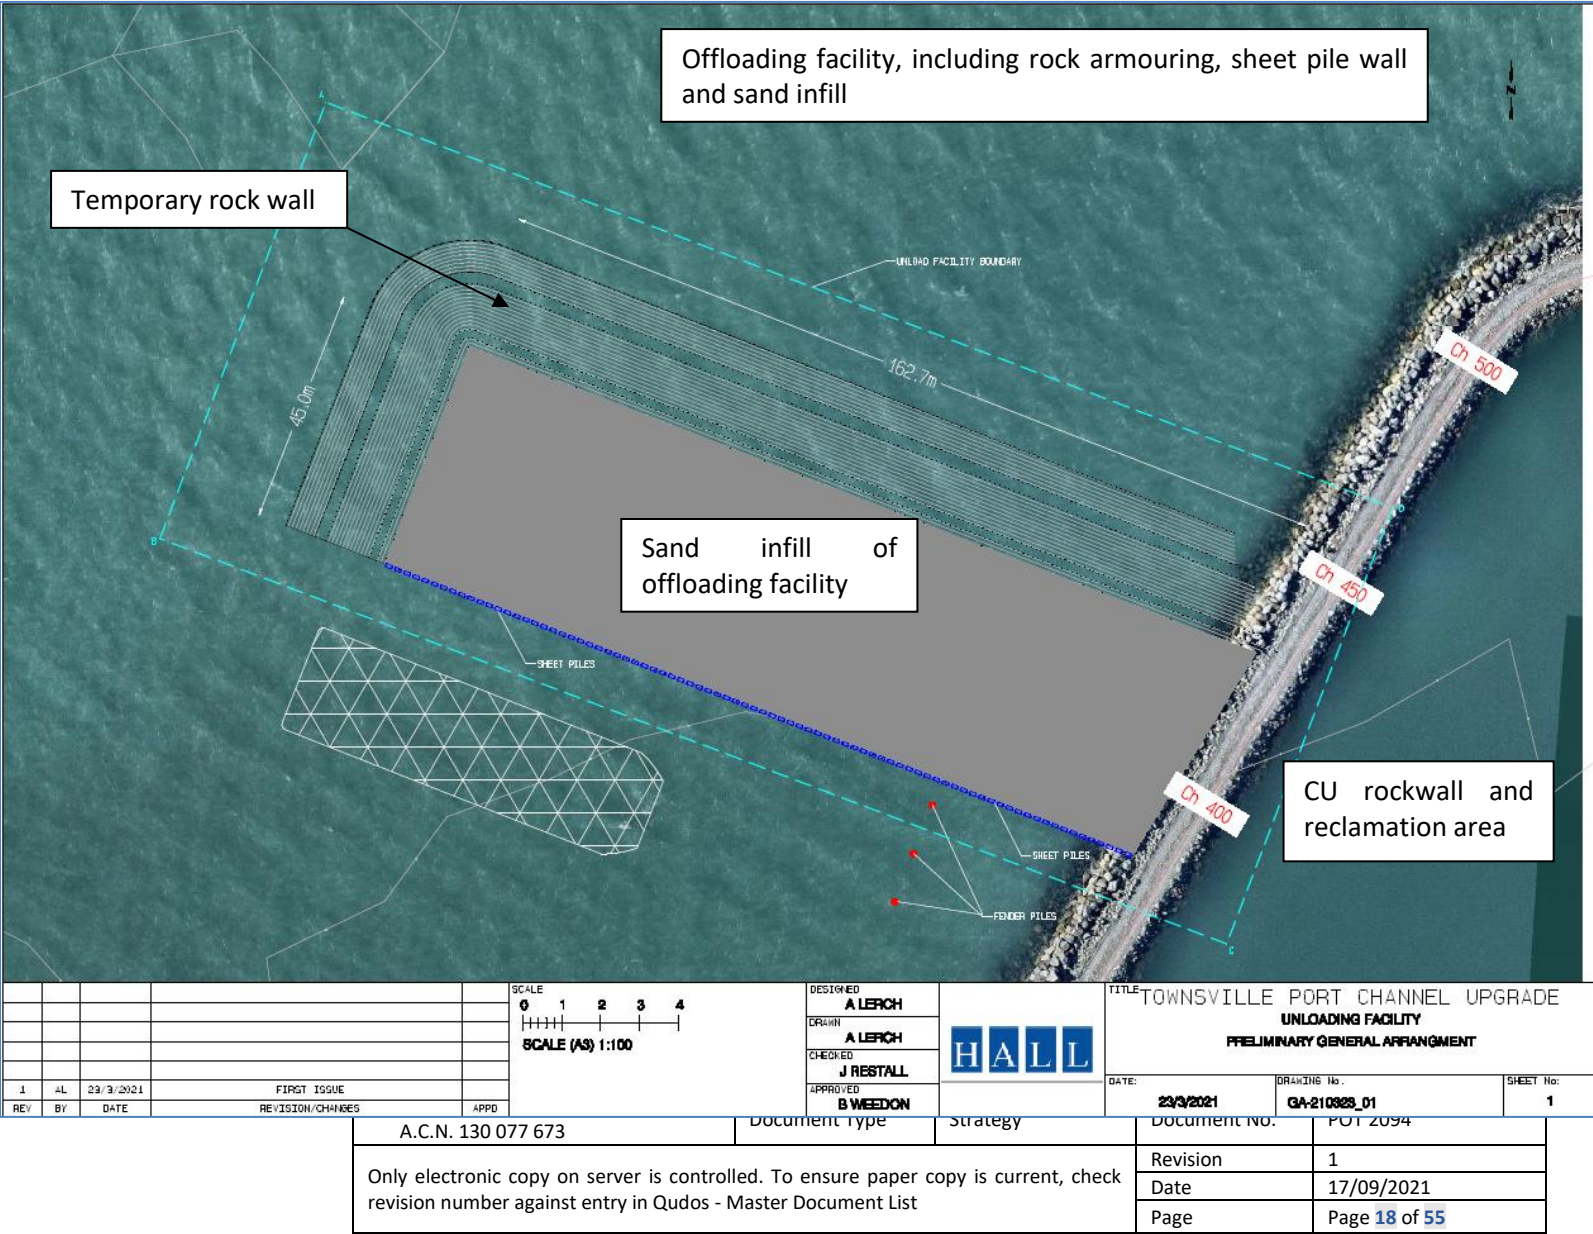 Offloading facility, including rock armouring, sheet pile wall
and sand infill
N
A
Temporary rock wall
UNLOAD FACILITY BOUNDARY
162.7m
45.0m
Ch 500
D
B
Sand infill of
offloading facility
Ch 450
SHEET PILES
CU rockwall and
reclamation area
Ch 400
SHEET PILES
FENDER PILES
C
SCALE
0 1 2 3 4
SCALE (A3) 1:100
DESIGNED
A LERCH
DRAWN
A LERCH
CHECKED
J RESTALL
APPROVED
B WEEDON
HALL
TITLE
TOWNSVILLE PORT CHANNEL UPGRADE
UNLOADING FACILITY
PRELIMINARY GENERAL ARRANGMENT
DATE:
23/3/2021
DRAWING No.
GA-210323_01
SHEET No:
1
1 AL 23/3/2021 FIRST ISSUE
REV BY DATE REVISION/CHANGES APPD
A.C.N. 130 077 673
Document Type
Strategy
Document No.
POT 2094
Only electronic copy on server is controlled. To ensure paper copy is current, check
revision number against entry in Qudos - Master Document List
Revision 1
Date 17/09/2021
Page Page 18 of 55